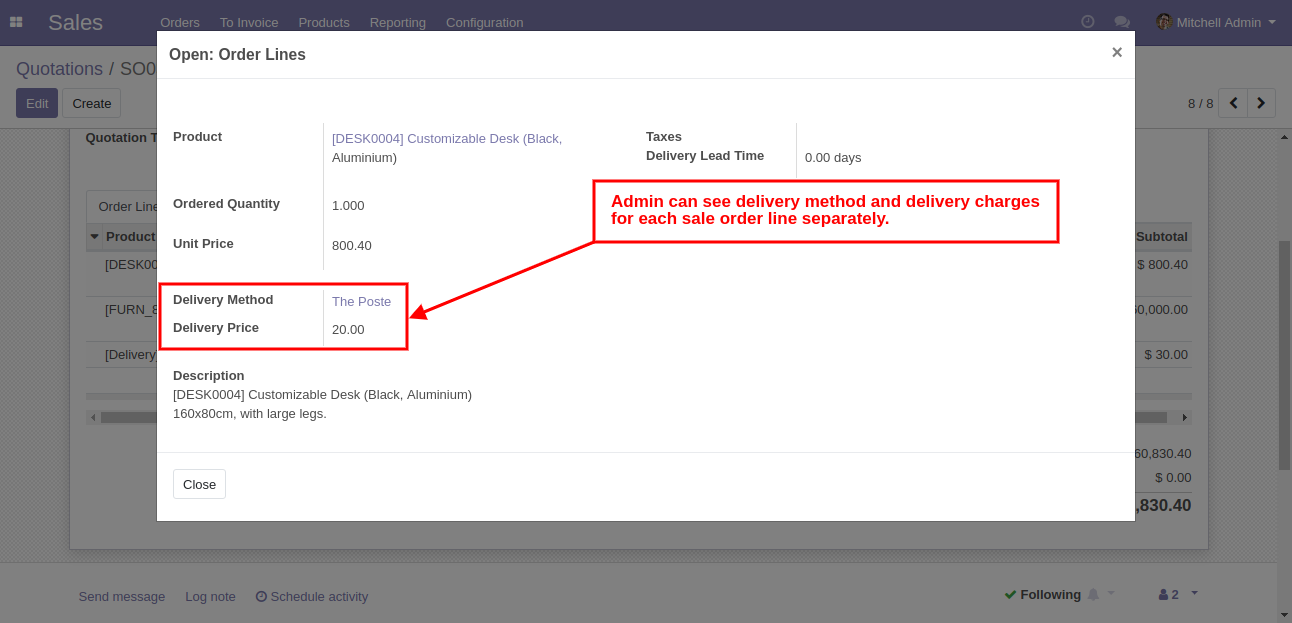 Sales
Orders To Invoice Products Reporting Configuration
Mitchell Admin
Quotations / SO0
Edit Create
8 / 8
Open: Order Lines
×
Quotation T
Product
[DESK0004] Customizable Desk (Black,
Aluminium)
Taxes
Delivery Lead Time
0.00 days
Ordered Quantity
1.000
Unit Price
800.40
Admin can see delivery method and delivery charges
for each sale order line separately.
Delivery Method
The Poste
Delivery Price
20.00
Description
[DESK0004] Customizable Desk (Black, Aluminium)
160x80cm, with large legs.
Close
Order Line
Product
Subtotal
[DESK00
$ 800.40
[FURN_8
0,000.00
[Delivery
$ 30.00
60,830.40
$ 0.00
,830.40
Send message Log note Schedule activity
Following
2